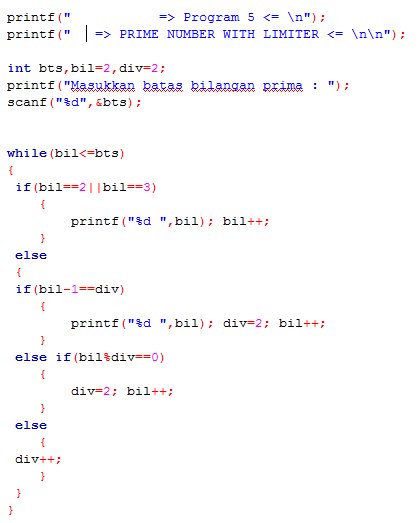 printf("            => Program 5 <= \n");
printf("   => PRIME NUMBER WITH LIMITER <= \n\n");
int bts,bil=2,div=2;
printf("Masukkan batas bilangan prima : ");
scanf("%d",&bts);
while(bil<=bts)
{
if(bil==2||bil==3)
{
printf("%d ",bil); bil++;
}
else
{
if(bil-1==div)
{
printf("%d ",bil); div=2; bil++;
}
else if(bil%div==0)
{
div=2; bil++;
}
else
{
div++;
}
}
}